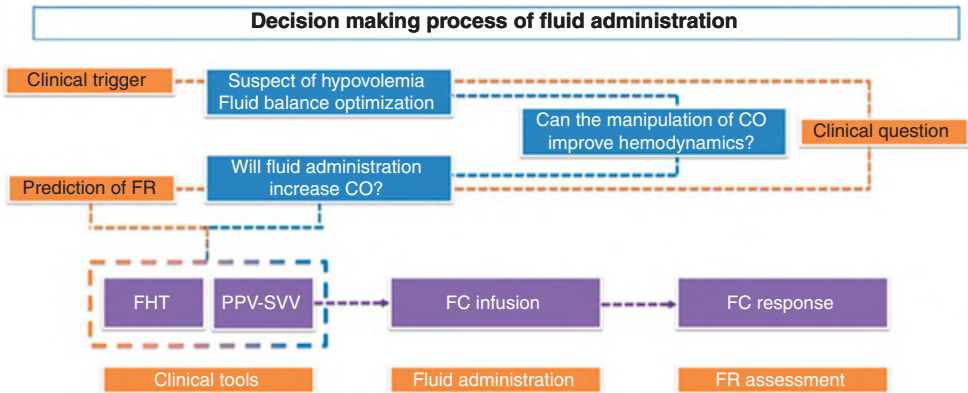 Decision making process of fluid administration
Clinical trigger
Suspect of hypovolemia
Fluid balance optimization
Can the manipulation of CO
improve hemodynamics?
Clinical question
Prediction of FR
Will fluid administration
increase CO?
FHT
PPV-SVV
FC infusion
FC response
Clinical tools
Fluid administration
FR assessment